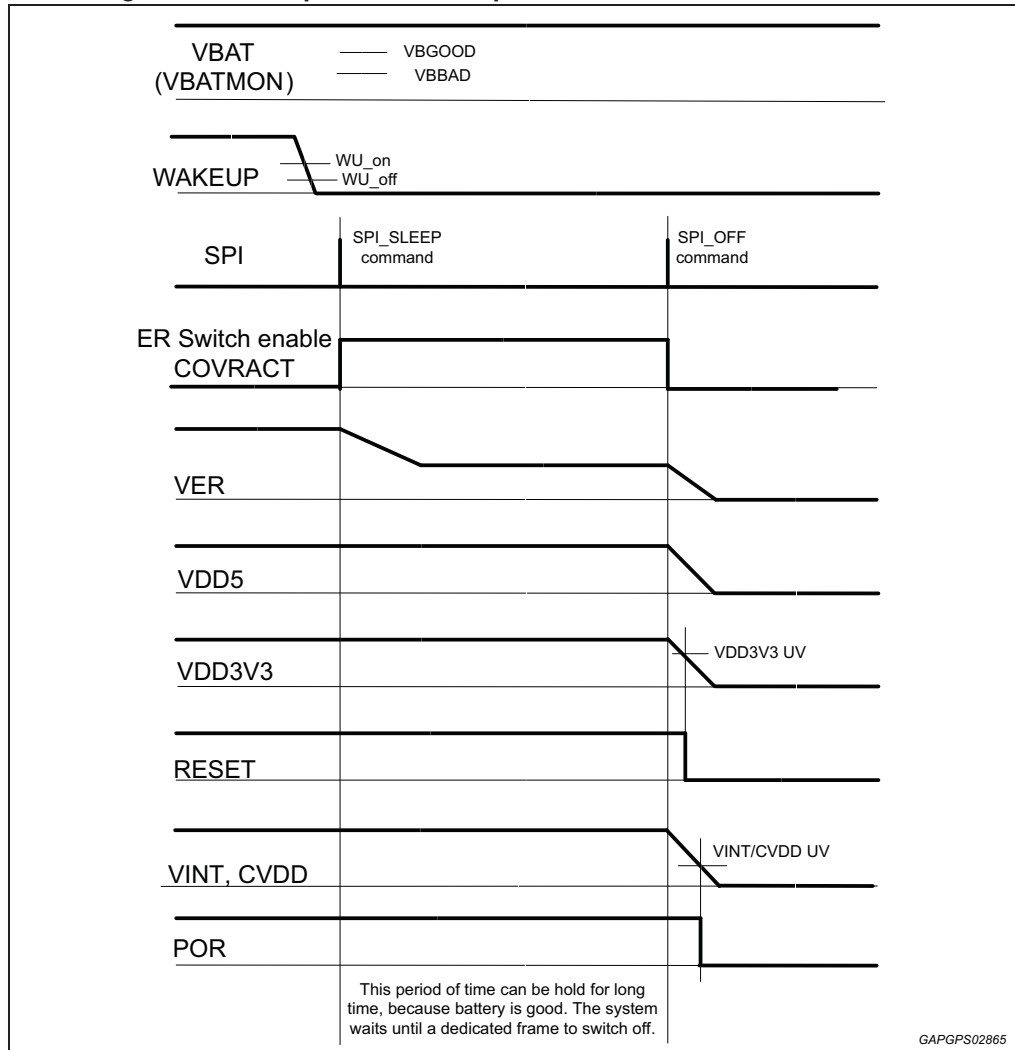 VBAT
(VBATMON)
VBGOOD
VBBAD
WAKEUP
WU_on
WU_off
SPI
SPI_SLEEP
command
SPI_OFF
command
ER Switch enable
COVRACT
VER
VDD5
VDD3V3
VDD3V3 UV
RESET
VINT, CVDD
VINT/CVDD UV
POR
This period of time can be hold for long
time, because battery is good. The system
waits until a dedicated frame to switch off.
GAPGPS02865